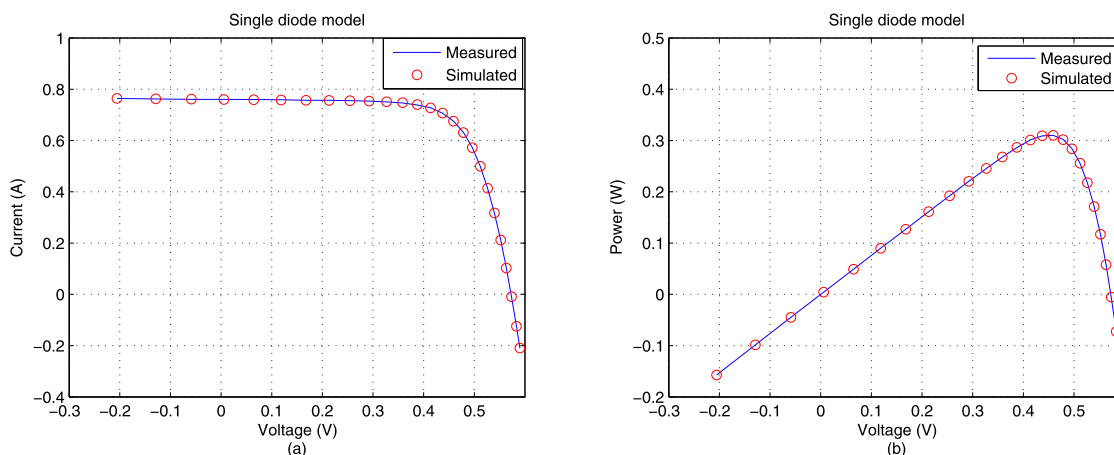 Single diode model
1
0.8
0.6
0.4
0.2
0
−0.2
−0.4
Current (A)
−0.3 −0.2 −0.1 0 0.1 0.2 0.3 0.4 0.5
Voltage (V)
(a)
Measured
Simulated
Single diode model
0.5
0.4
0.3
0.2
0.1
0
−0.1
−0.2
Power (W)
−0.3 −0.2 −0.1 0 0.1 0.2 0.3 0.4 0.5
Voltage (V)
(b)
Measured
Simulated